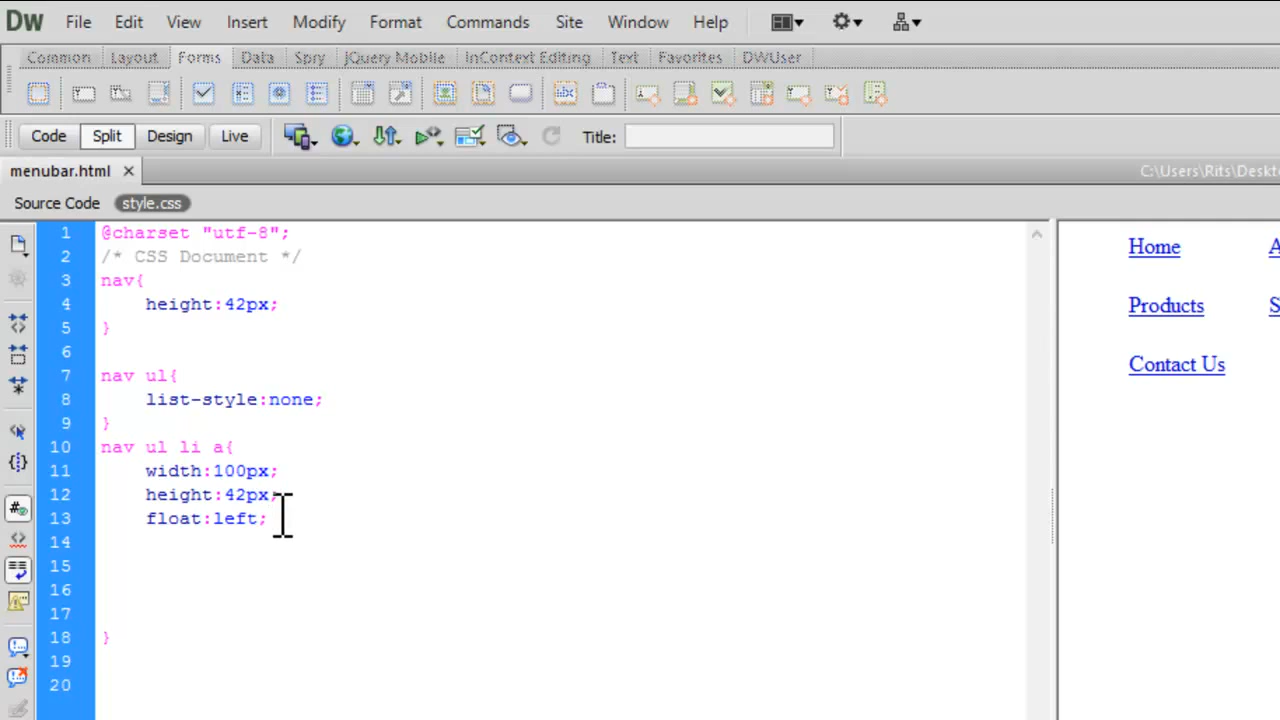 DW File Edit View Insert Modify Format Commands Site Window Help
Common Layout Forms Data Spry jQuery Mobile InContext Editing Text Favorites DWUser
Code Split Design Live Title:
menubar.html × C:\Users\Rits\Deskto
Source Code style.css
1 @charset "utf-8";
2 /* CSS Document */
3 nav{
4 height:42px;
5 }
6
7 nav ul{
8 list-style:none;
9 }
10 nav ul li a{
11 width:100px;
12 height:42px;
13 float:left;
14
15
16
17
18 }
19
20
Home A
Products S
Contact Us